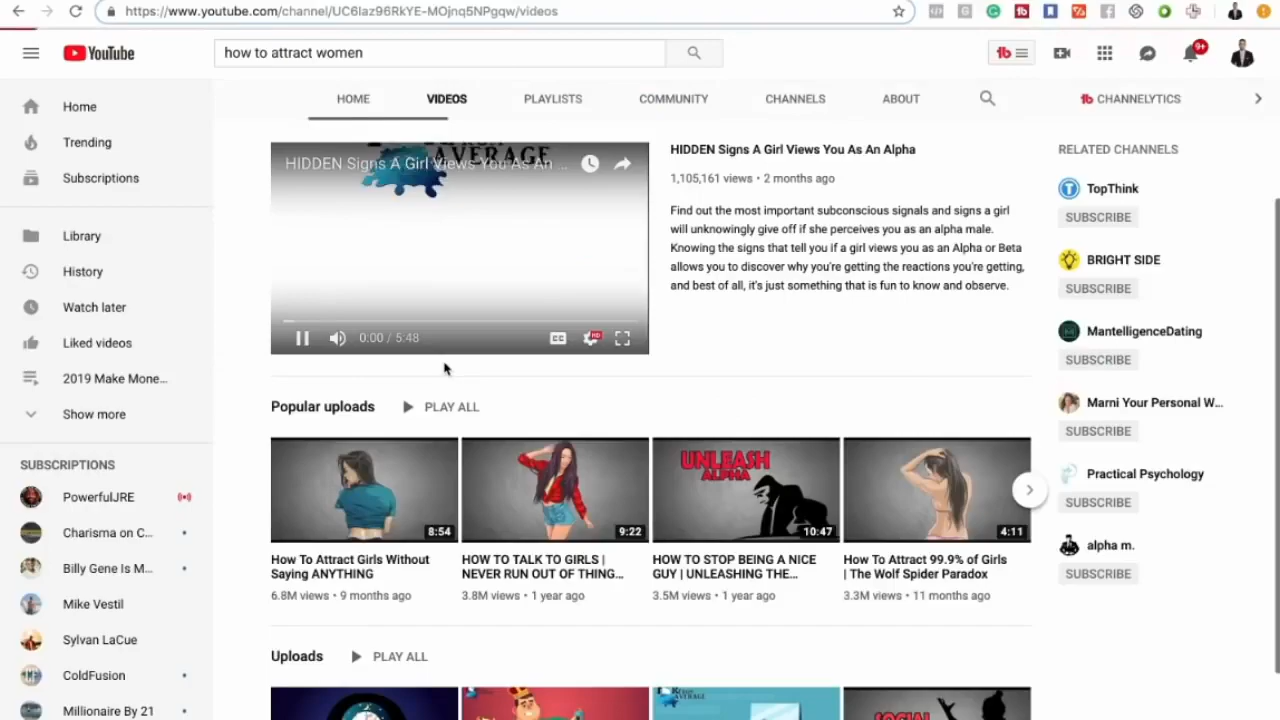 https://www.youtube.com/channel/UC6laz96RkYE-MOjnq5NPgqw/videos
YouTube
how to attract women
tb
9+
HOME
VIDEOS
PLAYLISTS
COMMUNITY
CHANNELS
ABOUT
tb CHANNELYTICS
Home
Trending
Subscriptions
Library
History
Watch later
Liked videos
2019 Make Mone...
Show more
SUBSCRIPTIONS
PowerfulJRE
Charisma on C...
Billy Gene Is M...
Mike Vestil
Sylvan LaCue
ColdFusion
Millionaire By 21
AVERAGE
HIDDEN Signs A Girl Views You As An ...
0:00 / 5:48
CC
HD
HIDDEN Signs A Girl Views You As An Alpha
1,105,161 views • 2 months ago
Find out the most important subconscious signals and signs a girl
will unknowingly give off if she perceives you as an alpha male.
Knowing the signs that tell you if a girl views you as an Alpha or Beta
allows you to discover why you're getting the reactions you're getting,
and best of all, it's just something that is fun to know and observe.
Popular uploads
PLAY ALL
8:54
How To Attract Girls Without
Saying ANYTHING
6.8M views • 9 months ago
9:22
HOW TO TALK TO GIRLS |
NEVER RUN OUT OF THING...
3.8M views • 1 year ago
UNLEASH
ALPHA
10:47
HOW TO STOP BEING A NICE
GUY | UNLEASHING THE...
3.5M views • 1 year ago
4:11
How To Attract 99.9% of Girls
| The Wolf Spider Paradox
3.3M views • 11 months ago
Uploads
PLAY ALL
AVERAGE
SOCIAL
RELATED CHANNELS
TopThink
SUBSCRIBE
BRIGHT SIDE
SUBSCRIBE
MantelligenceDating
SUBSCRIBE
Marni Your Personal W...
SUBSCRIBE
Practical Psychology
SUBSCRIBE
alpha m.
SUBSCRIBE